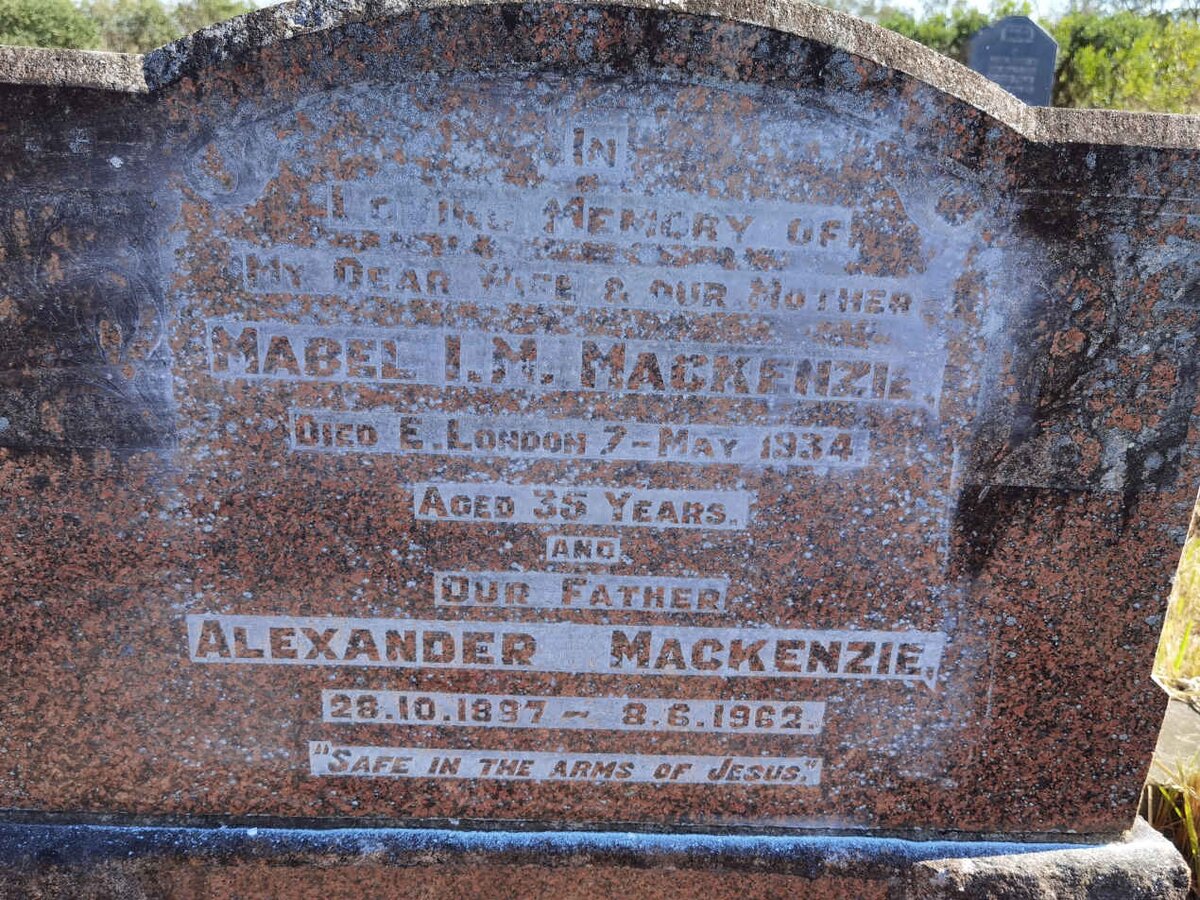 IN
LOVING MEMORY OF
MY DEAR WIFE & OUR MOTHER
MABEL I.M. MACKENZIE,
DIED E. LONDON 7-MAY 1934
AGED 35 YEARS.
AND
OUR FATHER
ALEXANDER MACKENZIE,
28.10.1897 ~ 8.6.1962.
"SAFE IN THE ARMS OF JESUS."